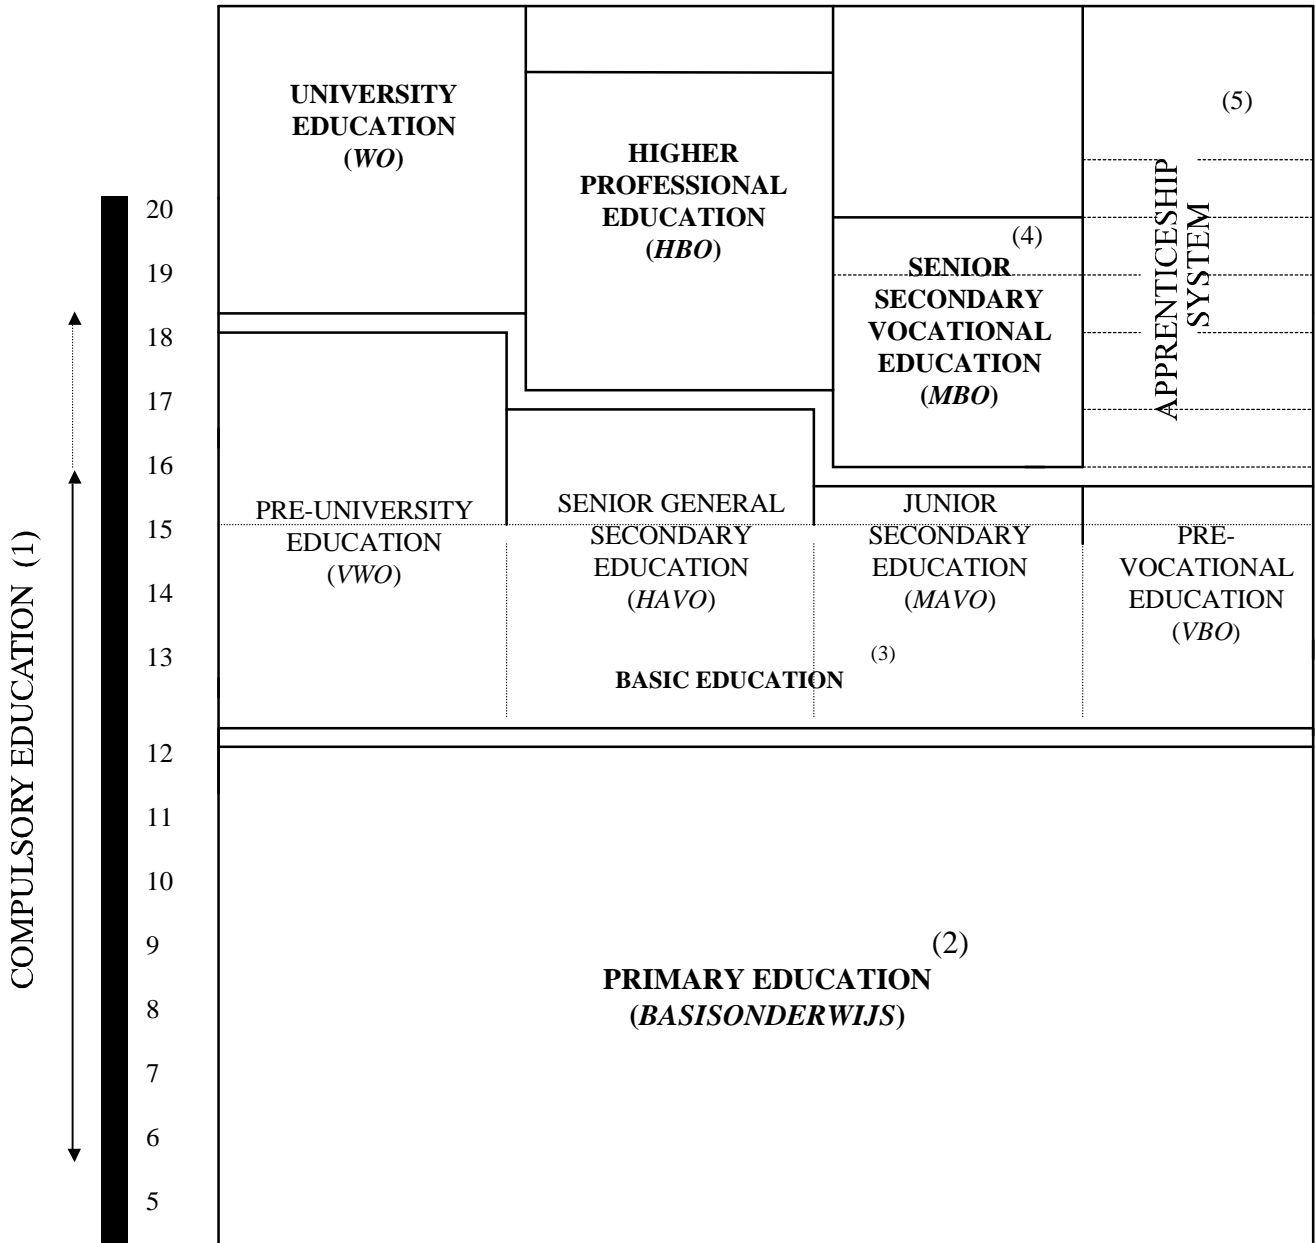 UNIVERSITY
EDUCATION
(WO)
HIGHER
PROFESSIONAL
EDUCATION
(HBO)
(4)
SENIOR
SECONDARY
VOCATIONAL
EDUCATION
(MBO)
(5)
APPRENTICESHIP
SYSTEM
PRE-UNIVERSITY
EDUCATION
(VWO)
SENIOR GENERAL
SECONDARY
EDUCATION
(HAVO)
JUNIOR
SECONDARY
EDUCATION
(MAVO)
PRE-
VOCATIONAL
EDUCATION
(VBO)
(3)
BASIC EDUCATION
(2)
PRIMARY EDUCATION
(BASISONDERWIJS)
COMPULSORY EDUCATION (1)
20
19
18
17
16
15
14
13
12
11
10
9
8
7
6
5